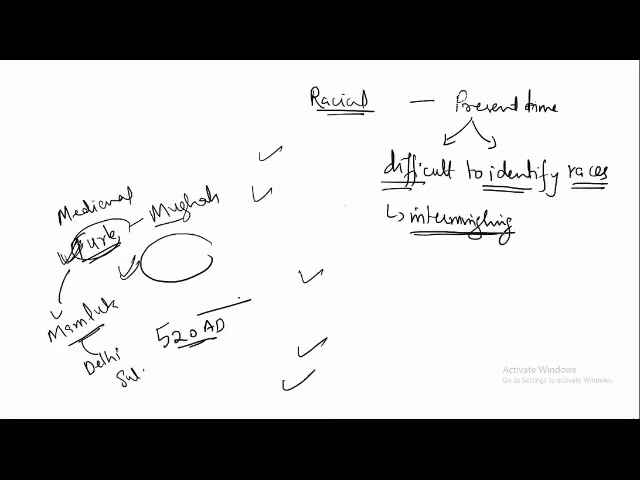 Racial — Present time
difficult to identify races
↳ intermingling
Medieval
Turk - Mughals
Mamluk
Delhi
Sul.
520 AD
Activate Windows
Go to Settings to activate Windows.